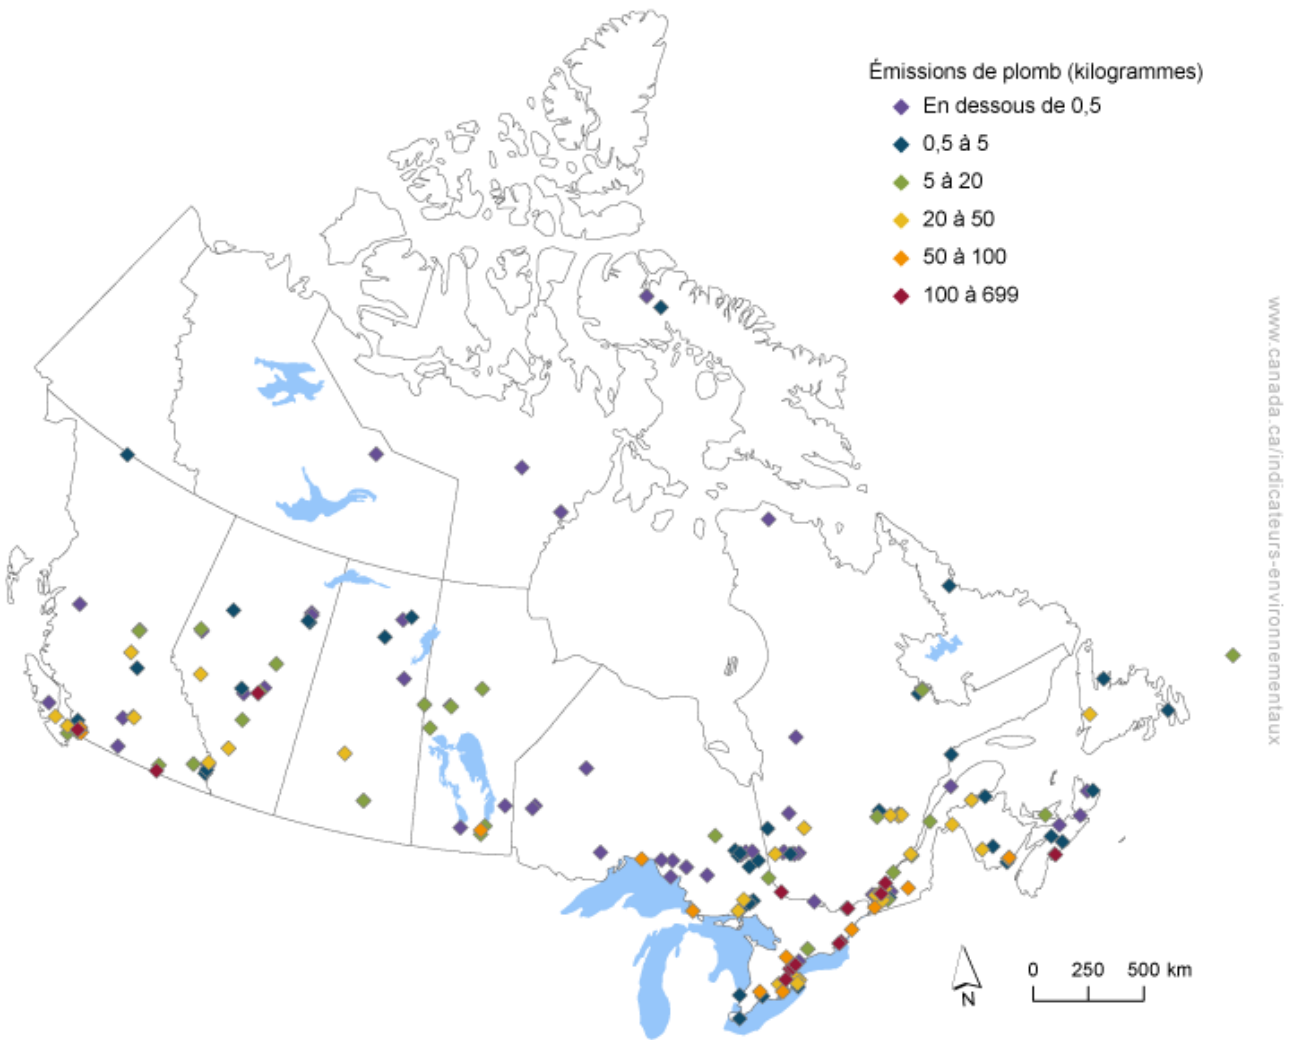 Émissions de plomb (kilogrammes)
En dessous de 0,5
0,5 à 5
5 à 20
20 à 50
50 à 100
100 à 699
www.canada.ca/indicateurs-environnementaux
0 250 500 km
N